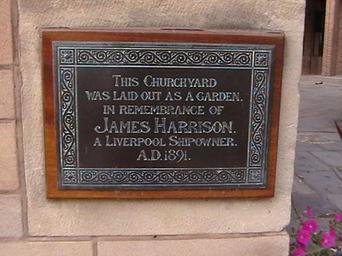 THIS CHURCHYARD
WAS LAID OUT AS A GARDEN.
IN REMEMBRANCE OF
JAMES HARRISON.
A LIVERPOOL SHIPOWNER.
A.D. 1891.